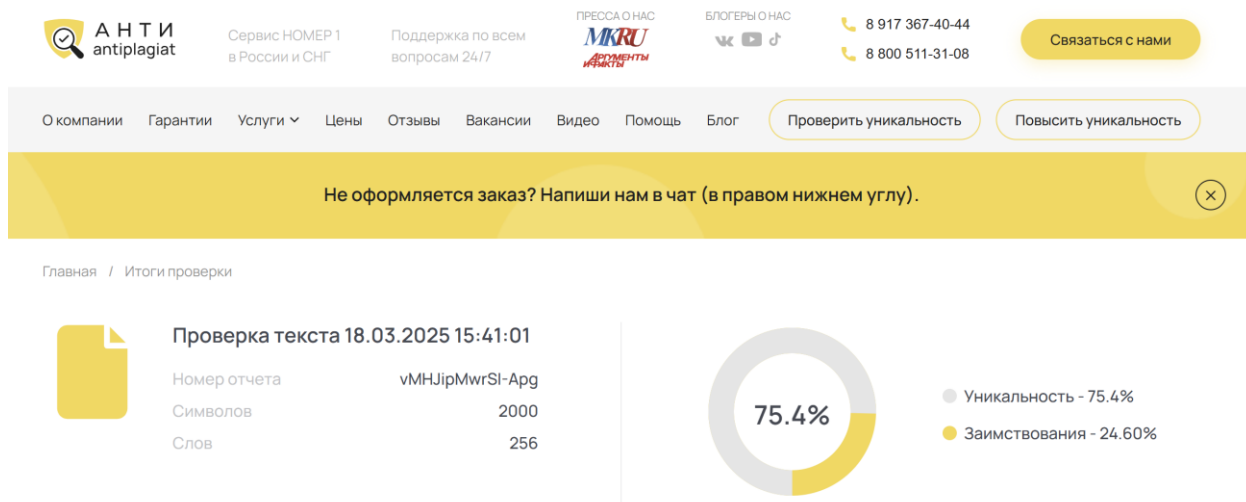 АНТИ
antiplagiat
Сервис НОМЕР 1
в России и СНГ
Поддержка по всем
вопросам 24/7
ПРЕССА О НАС
MKRU
АРГУМЕНТЫ
И ФАКТЫ
БЛОГЕРЫ О НАС
8 917 367-40-44
8 800 511-31-08
Связаться с нами
О компании Гарантии Услуги Цены Отзывы Вакансии Видео Помощь Блог Проверить уникальность Повысить уникальность
Не оформляется заказ? Напиши нам в чат (в правом нижнем углу).
Главная / Итоги проверки
Проверка текста 18.03.2025 15:41:01
Номер отчета vMHJipMwrSI-Apg
Символов 2000
Слов 256
75.4%
Уникальность - 75.4%
Заимствования - 24.60%